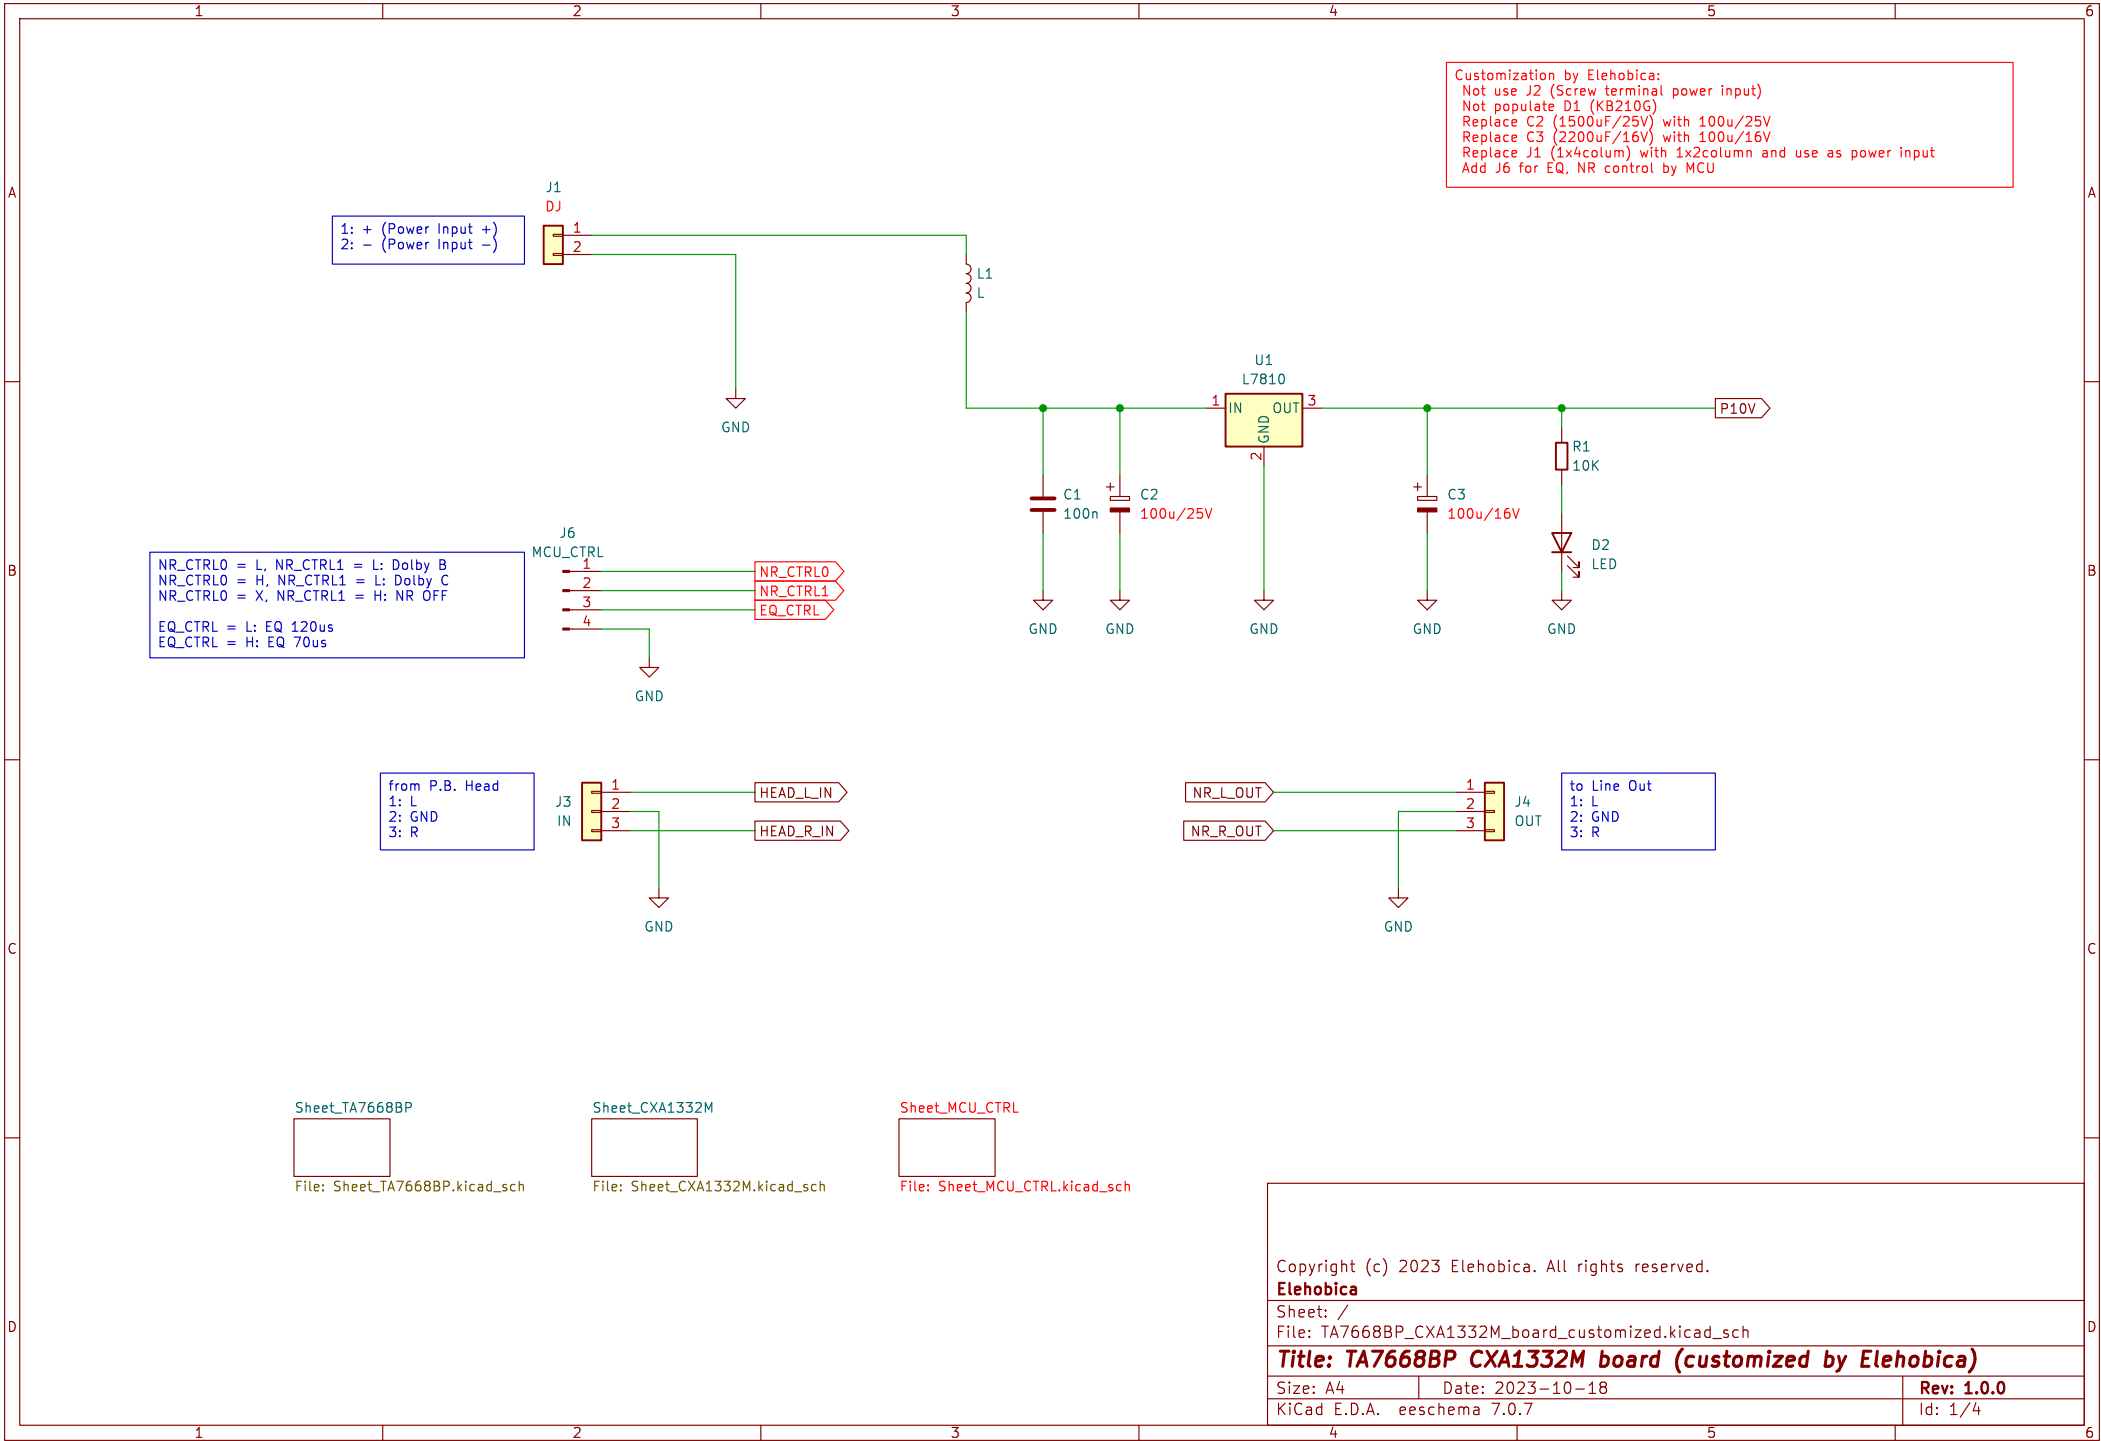 1 2 3 4 5 6
Customization by Elehobica:
Not use J2 (Screw terminal power input)
Not populate D1 (KB210G)
Replace C2 (1500uF/25V) with 100u/25V
Replace C3 (2200uF/16V) with 100u/16V
Replace J1 (1x4colum) with 1x2column and use as power input
Add J6 for EQ, NR control by MCU
A A
J1
DJ
1: + (Power Input +)
2: - (Power Input -)
1
2
L1
L
GND
U1
L7810
1 IN OUT 3
GND
2
P10V
R1
10K
C1
100n
+
C2
100u/25V
+
C3
100u/16V
D2
LED
GND GND GND GND GND
B B
J6
MCU_CTRL
NR_CTRL0 = L, NR_CTRL1 = L: Dolby B
NR_CTRL0 = H, NR_CTRL1 = L: Dolby C
NR_CTRL0 = X, NR_CTRL1 = H: NR OFF
EQ_CTRL = L: EQ 120us
EQ_CTRL = H: EQ 70us
1 NR_CTRL0
2 NR_CTRL1
3 EQ_CTRL
4
GND
from P.B. Head
1: L
2: GND
3: R
J3
IN
1 HEAD_L_IN
2
3 HEAD_R_IN
GND
NR_L_OUT 1
2
NR_R_OUT 3
J4
OUT
GND
to Line Out
1: L
2: GND
3: R
C C
Sheet_TA7668BP
File: Sheet_TA7668BP.kicad_sch
Sheet_CXA1332M
File: Sheet_CXA1332M.kicad_sch
Sheet_MCU_CTRL
File: Sheet_MCU_CTRL.kicad_sch
D D
Copyright (c) 2023 Elehobica. All rights reserved.
Elehobica
Sheet: /
File: TA7668BP_CXA1332M_board_customized.kicad_sch
Title: TA7668BP CXA1332M board (customized by Elehobica)
Size: A4 Date: 2023-10-18 Rev: 1.0.0
KiCad E.D.A. eeschema 7.0.7 Id: 1/4
1 2 3 4 5 6